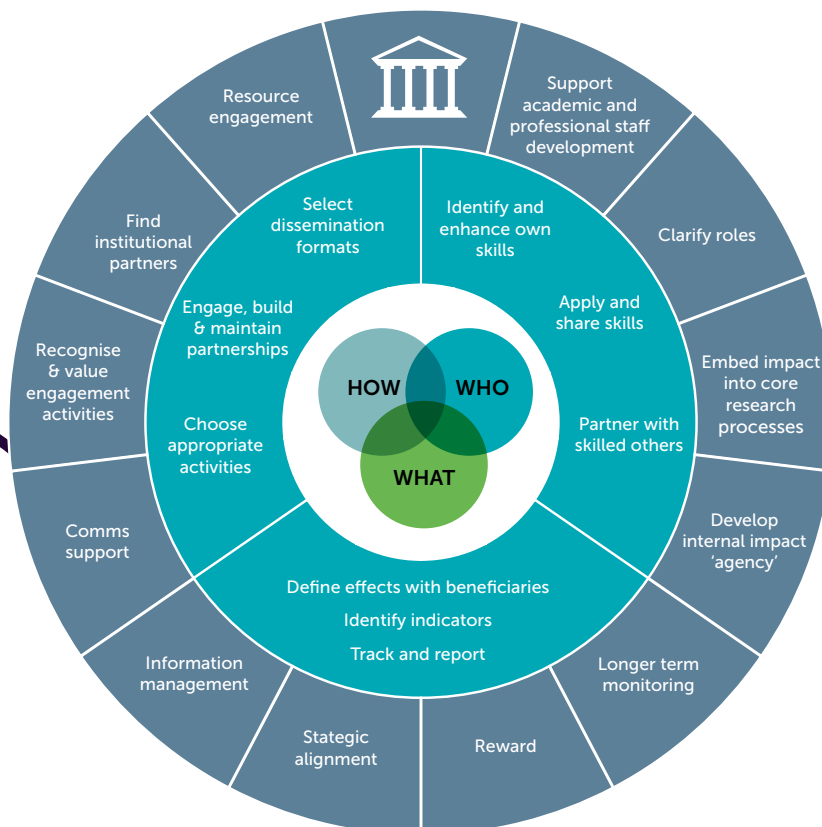 Support
academic and
professional staff
development
Clarify roles
Embed impact
into core
research
processes
Develop
internal impact
‘agency’
Longer term
monitoring
Reward
Stategic
alignment
Information
management
Comms
support
Recognise
& value
engagement
activities
Find
institutional
partners
Resource
engagement
Identify and
enhance own
skills
Apply and
share skills
Partner with
skilled others
Define effects with beneficiaries
Identify indicators
Track and report
Choose
appropriate
activities
Engage, build
& maintain
partnerships
Select
dissemination
formats
HOW
WHO
WHAT